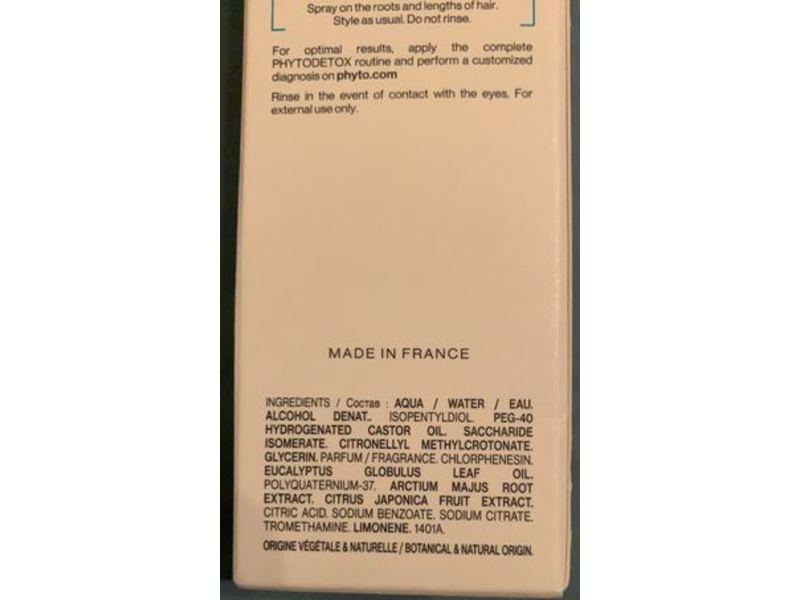 Spray on the roots and lengths of hair.
Style as usual. Do not rinse.
For optimal results, apply the complete
PHYTODETOX routine and perform a customized
diagnosis on phyto.com
Rinse in the event of contact with the eyes. For
external use only.
MADE IN FRANCE
INGREDIENTS / Состав : AQUA / WATER / EAU.
ALCOHOL DENAT.. ISOPENTYLDIOL. PEG-40
HYDROGENATED CASTOR OIL. SACCHARIDE
ISOMERATE. CITRONELLYL METHYLCROTONATE.
GLYCERIN. PARFUM / FRAGRANCE. CHLORPHENESIN.
EUCALYPTUS GLOBULUS LEAF OIL.
POLYQUATERNIUM-37. ARCTIUM MAJUS ROOT
EXTRACT. CITRUS JAPONICA FRUIT EXTRACT.
CITRIC ACID. SODIUM BENZOATE. SODIUM CITRATE.
TROMETHAMINE. LIMONENE. 1401A.
ORIGINE VÉGÉTALE & NATURELLE / BOTANICAL & NATURAL ORIGIN.